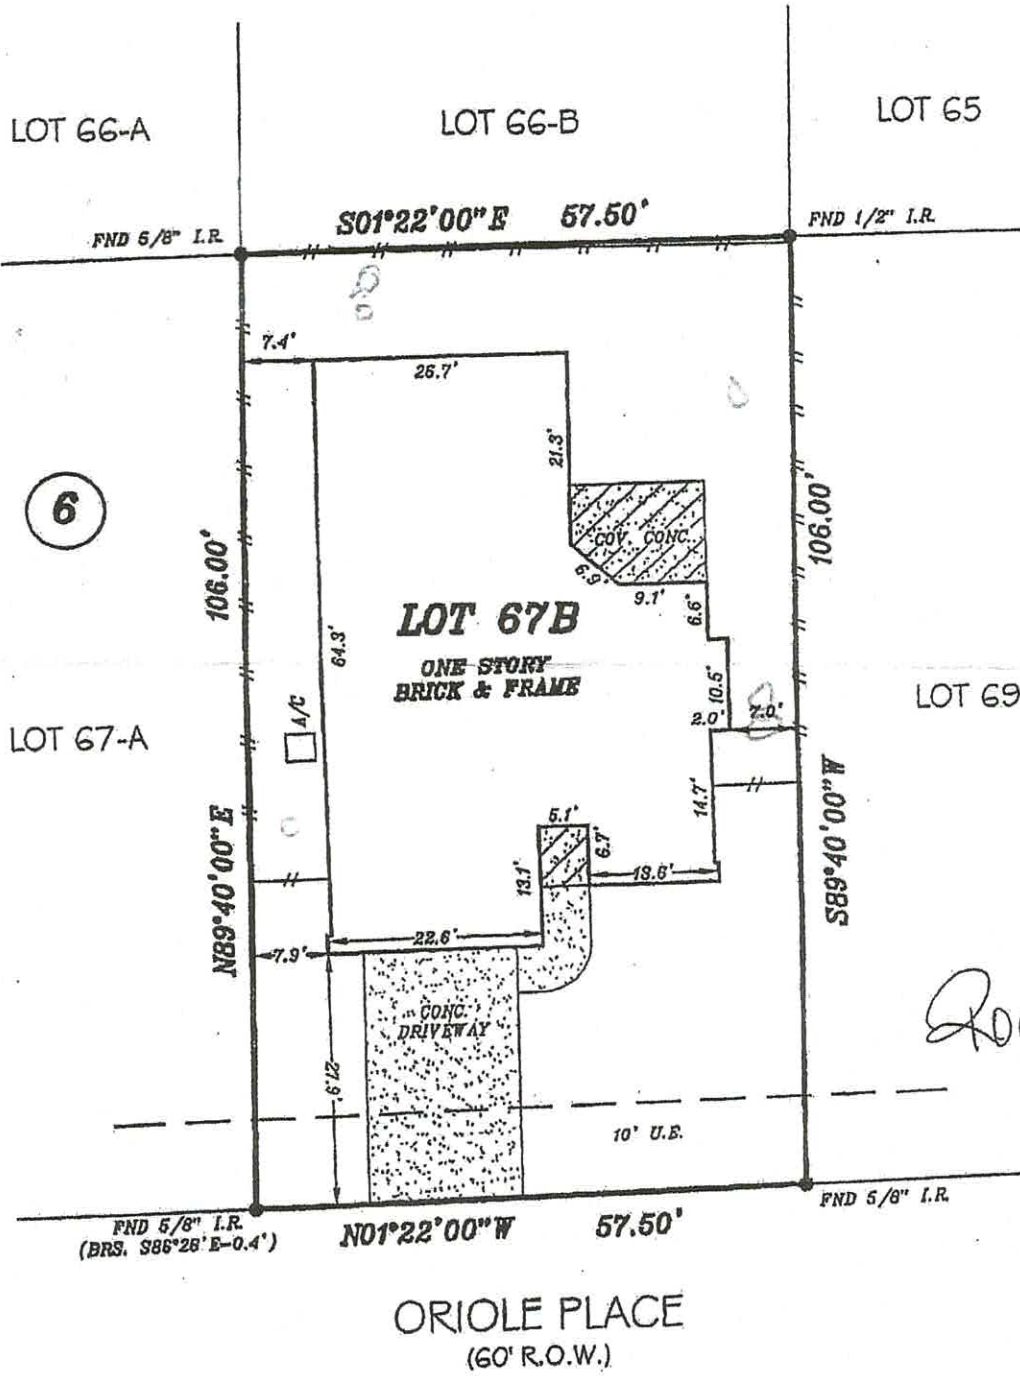 LOT 66-A
LOT 66-B
LOT 65
S01°22'00"E 57.50'
FND 5/8" I.R.
FND 1/2" I.R.
7.4'
26.7'
21.3'
6
COV. CONC.
106.00'
106.00'
6.9'
9.1'
6.6'
LOT 67B
ONE STORY
BRICK & FRAME
64.3'
10.5'
LOT 69
2.0'
7.0'
A/C
LOT 67-A
14.7'
5.1'
6.7'
13.1'
13.6'
N89°40'00"E
S89°40'00"W
22.6'
7.9'
CONC.
DRIVEWAY
27.9'
10' U.E.
FND 5/8" I.R.
(BRS. S86°26'E-0.4')
N01°22'00"W 57.50'
FND 5/8" I.R.
ORIOLE PLACE
(60' R.O.W.)